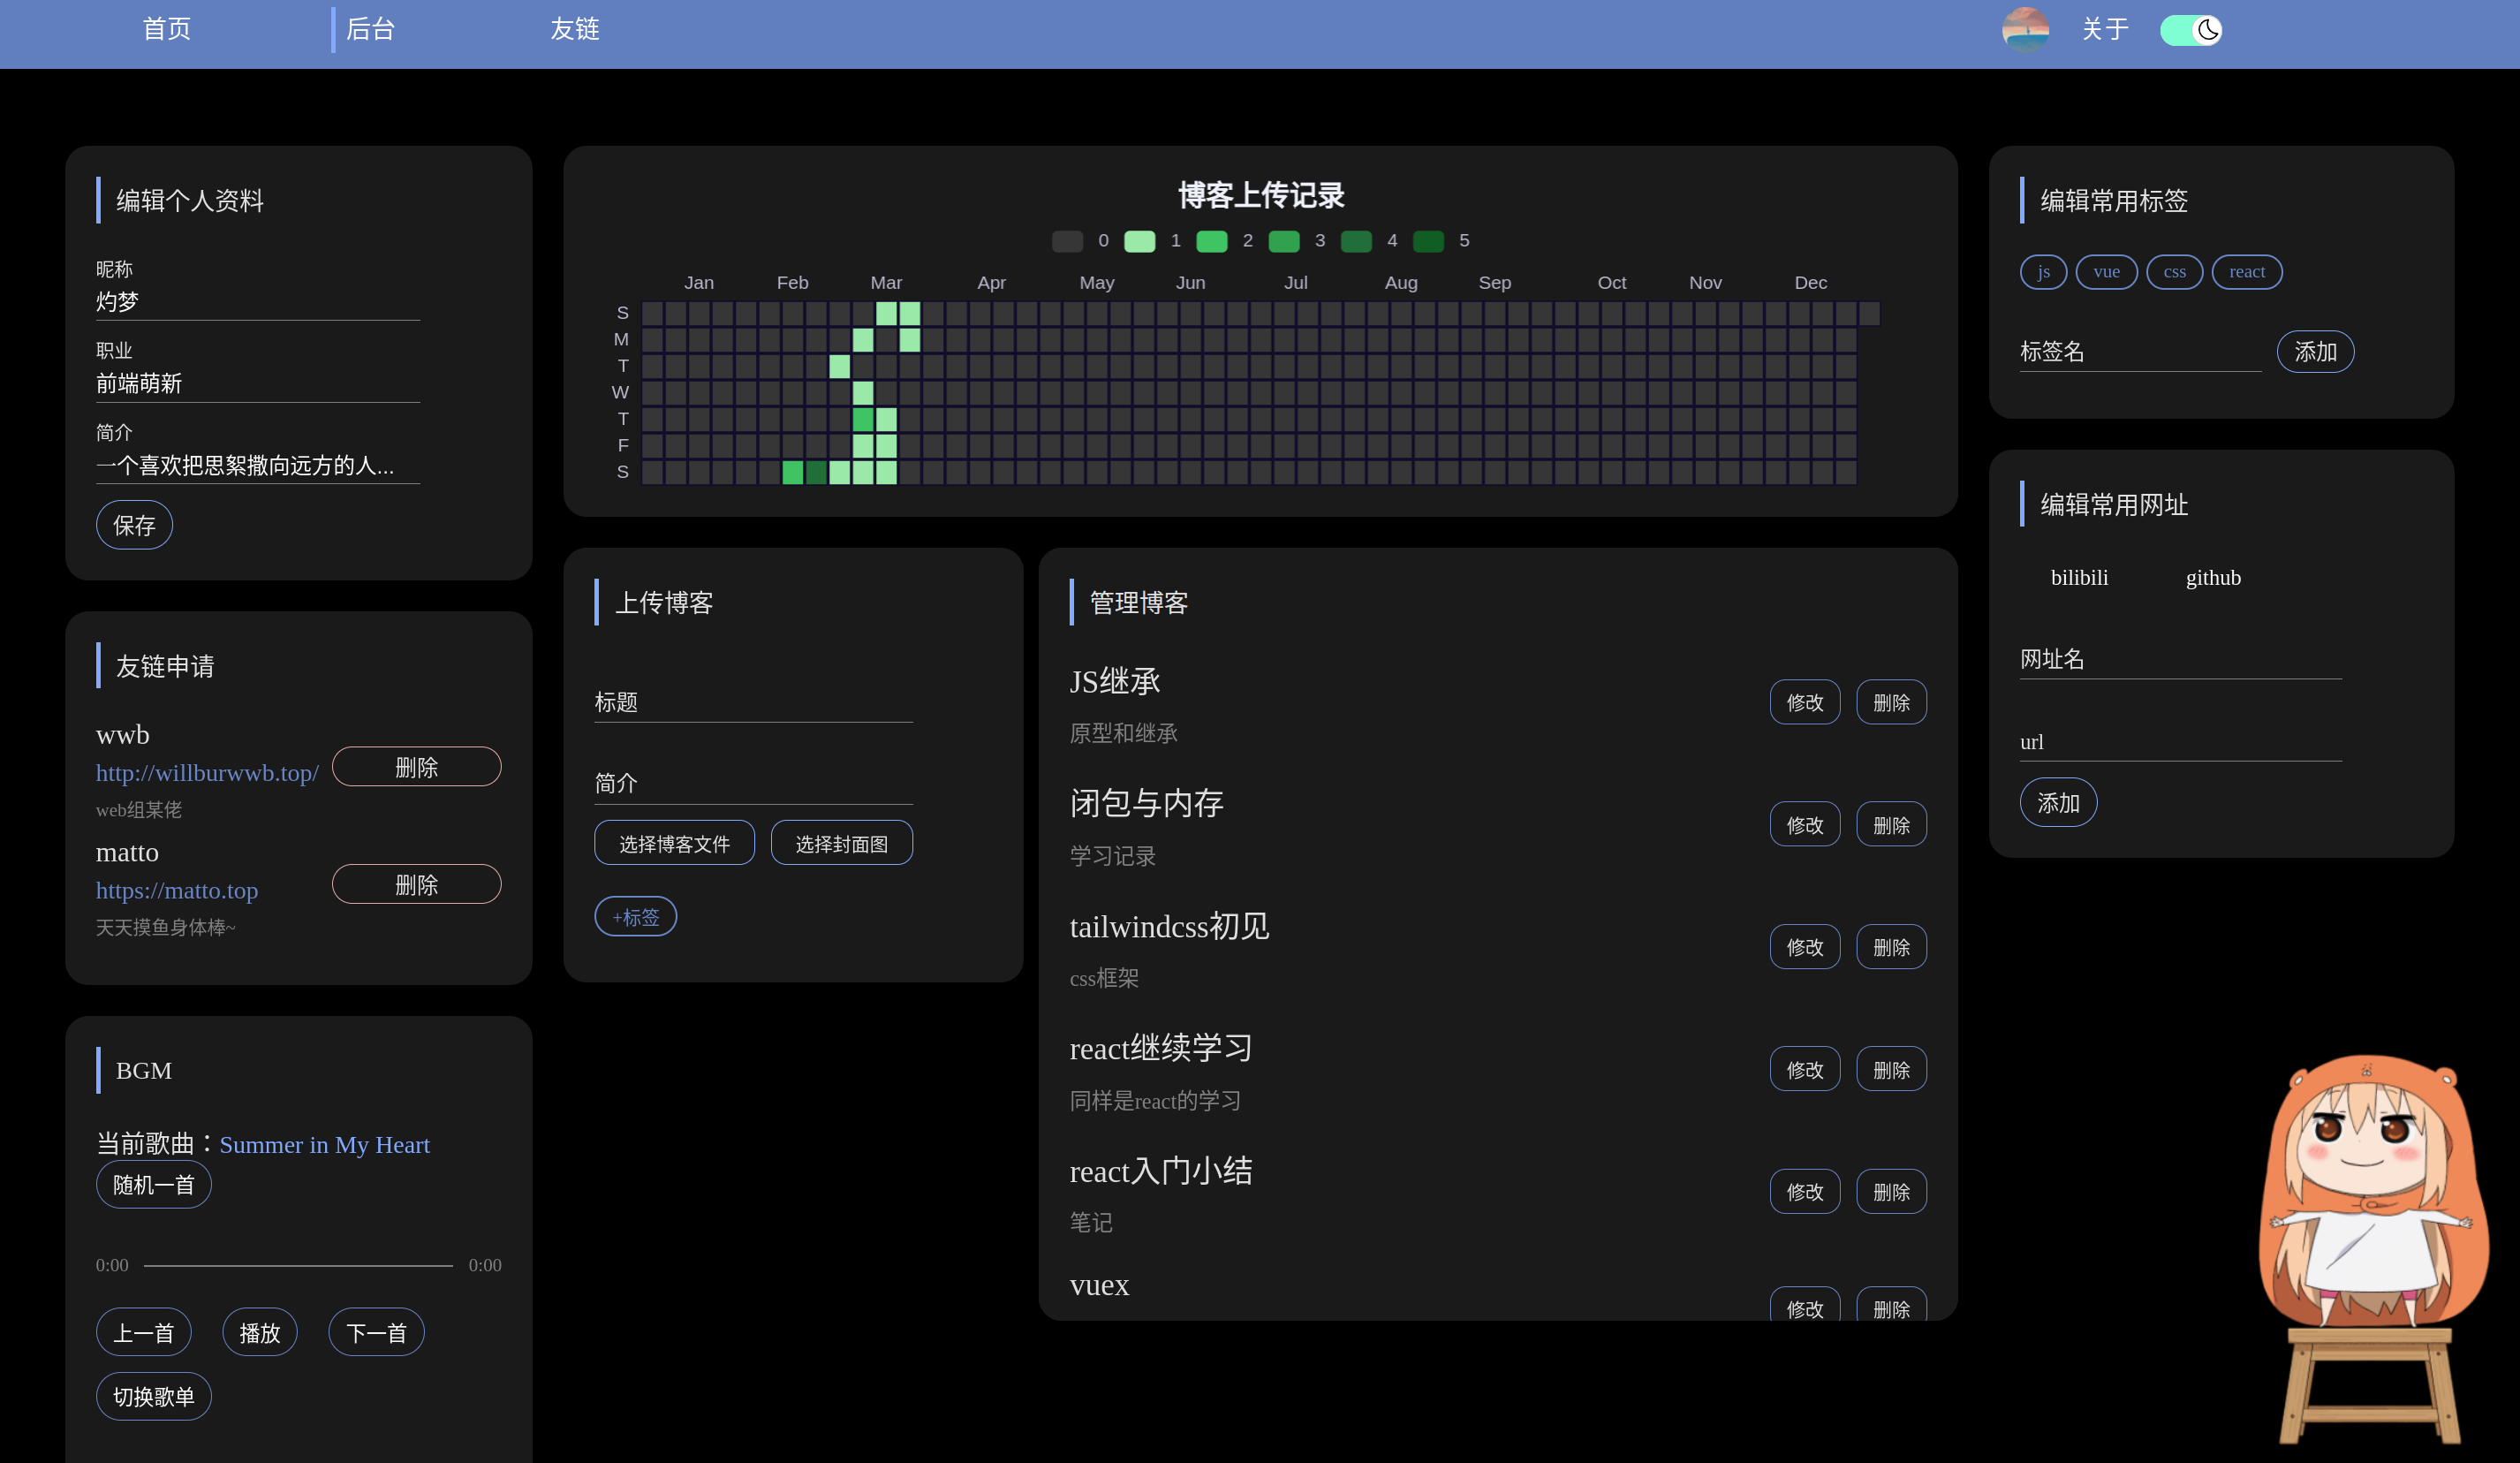 首页
后台
友链
关于
编辑个人资料
昵称
灼梦
职业
前端萌新
简介
一个喜欢把思絮撒向远方的人...
保存
友链申请
wwb
http://willburwwb.top/
web组某佬
删除
matto
https://matto.top
天天摸鱼身体棒~
删除
BGM
当前歌曲：Summer in My Heart
随机一首
0:00
0:00
上一首
播放
下一首
切换歌单
博客上传记录
0 1 2 3 4 5
Jan Feb Mar Apr May Jun Jul Aug Sep Oct Nov Dec
S
M
T
W
T
F
S
上传博客
标题
简介
选择博客文件
选择封面图
+标签
管理博客
JS继承
原型和继承
修改
删除
闭包与内存
学习记录
修改
删除
tailwindcss初见
css框架
修改
删除
react继续学习
同样是react的学习
修改
删除
react入门小结
笔记
修改
删除
vuex
修改
删除
编辑常用标签
js
vue
css
react
标签名
添加
编辑常用网址
bilibili
github
网址名
url
添加